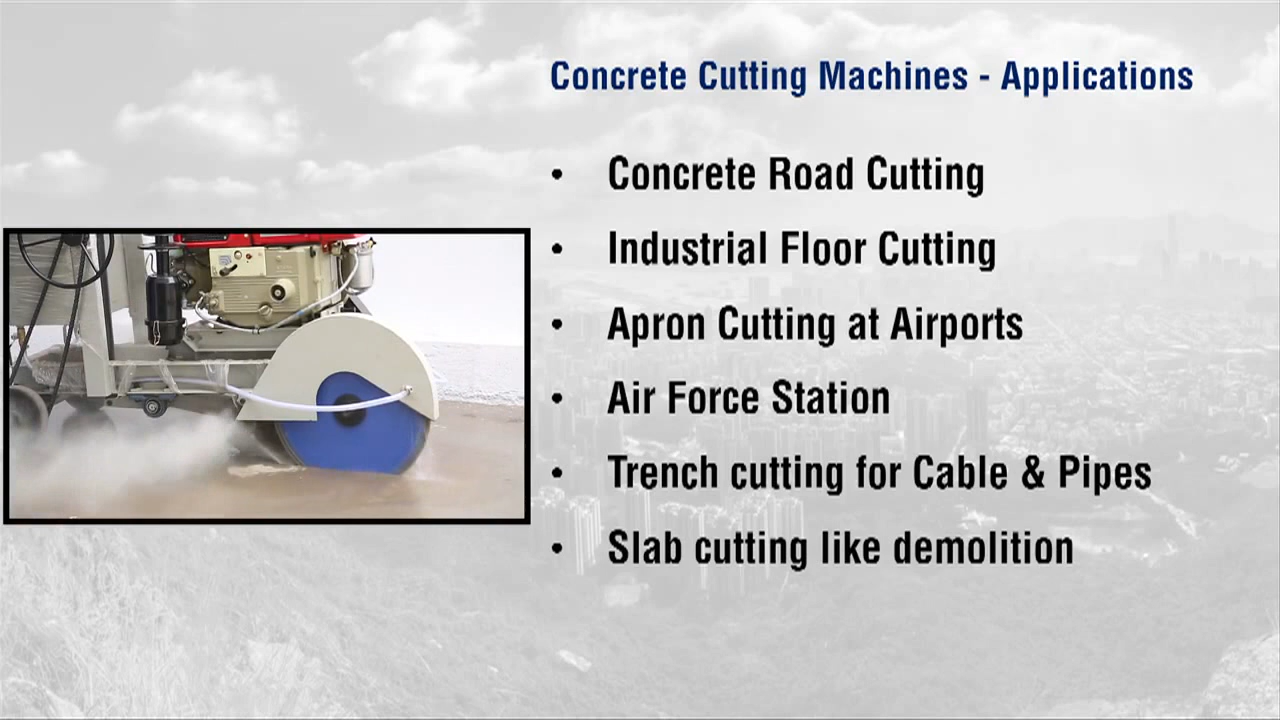 Concrete Cutting Machines - Applications
• Concrete Road Cutting
• Industrial Floor Cutting
• Apron Cutting at Airports
• Air Force Station
• Trench cutting for Cable & Pipes
• Slab cutting like demolition